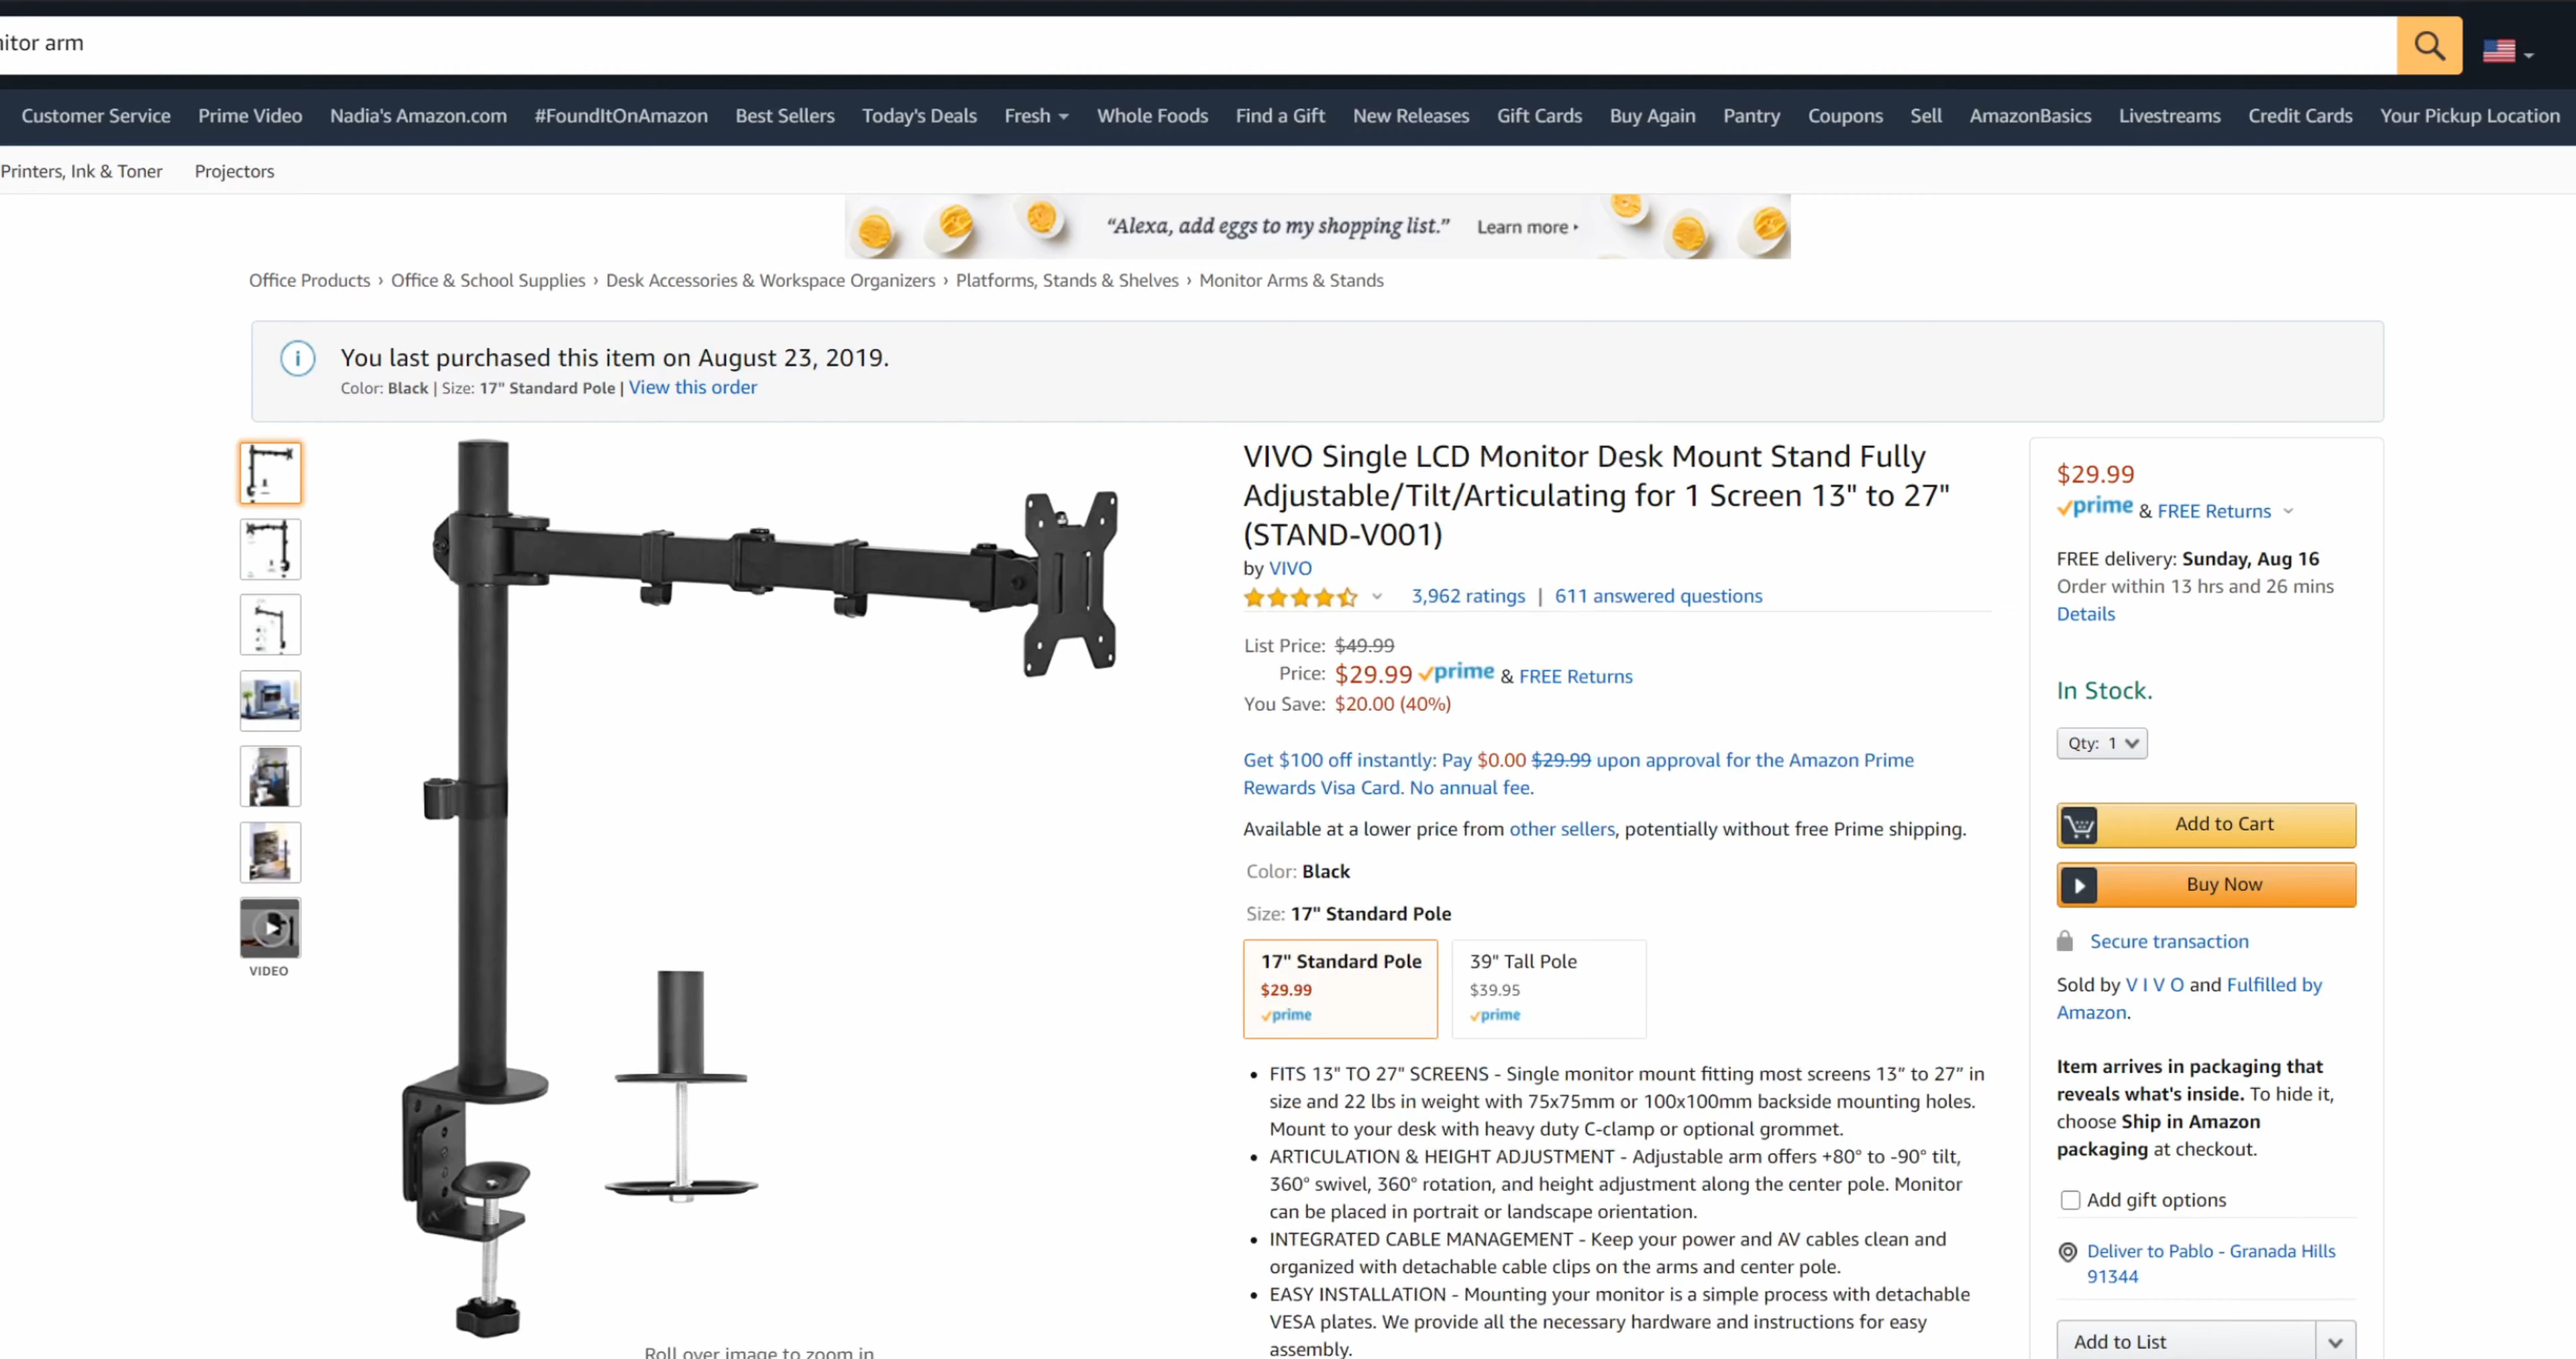 itor arm
Customer Service Prime Video Nadia's Amazon.com #FoundItOnAmazon Best Sellers Today's Deals Fresh Whole Foods Find a Gift New Releases Gift Cards Buy Again Pantry Coupons Sell AmazonBasics Livestreams Credit Cards Your Pickup Location
Printers, Ink & Toner Projectors
“Alexa, add eggs to my shopping list.” Learn more
Office Products › Office & School Supplies › Desk Accessories & Workspace Organizers › Platforms, Stands & Shelves › Monitor Arms & Stands
You last purchased this item on August 23, 2019.
Color: Black | Size: 17" Standard Pole | View this order
VIDEO
Roll over image to zoom in
VIVO Single LCD Monitor Desk Mount Stand Fully
Adjustable/Tilt/Articulating for 1 Screen 13" to 27"
(STAND-V001)
by VIVO
3,962 ratings | 611 answered questions
List Price: $49.99
Price: $29.99 prime & FREE Returns
You Save: $20.00 (40%)
Get $100 off instantly: Pay $0.00 $29.99 upon approval for the Amazon Prime
Rewards Visa Card. No annual fee.
Available at a lower price from other sellers, potentially without free Prime shipping.
Color: Black
Size: 17" Standard Pole
17" Standard Pole
$29.99
prime
39" Tall Pole
$39.95
prime
• FITS 13" TO 27" SCREENS - Single monitor mount fitting most screens 13” to 27” in
size and 22 lbs in weight with 75x75mm or 100x100mm backside mounting holes.
Mount to your desk with heavy duty C-clamp or optional grommet.
• ARTICULATION & HEIGHT ADJUSTMENT - Adjustable arm offers +80° to -90° tilt,
360° swivel, 360° rotation, and height adjustment along the center pole. Monitor
can be placed in portrait or landscape orientation.
• INTEGRATED CABLE MANAGEMENT - Keep your power and AV cables clean and
organized with detachable cable clips on the arms and center pole.
• EASY INSTALLATION - Mounting your monitor is a simple process with detachable
VESA plates. We provide all the necessary hardware and instructions for easy
assembly.
$29.99
prime & FREE Returns
FREE delivery: Sunday, Aug 16
Order within 13 hrs and 26 mins
Details
In Stock.
Qty: 1
Add to Cart
Buy Now
Secure transaction
Sold by V I V O and Fulfilled by
Amazon.
Item arrives in packaging that
reveals what's inside. To hide it,
choose Ship in Amazon
packaging at checkout.
Add gift options
Deliver to Pablo - Granada Hills
91344
Add to List